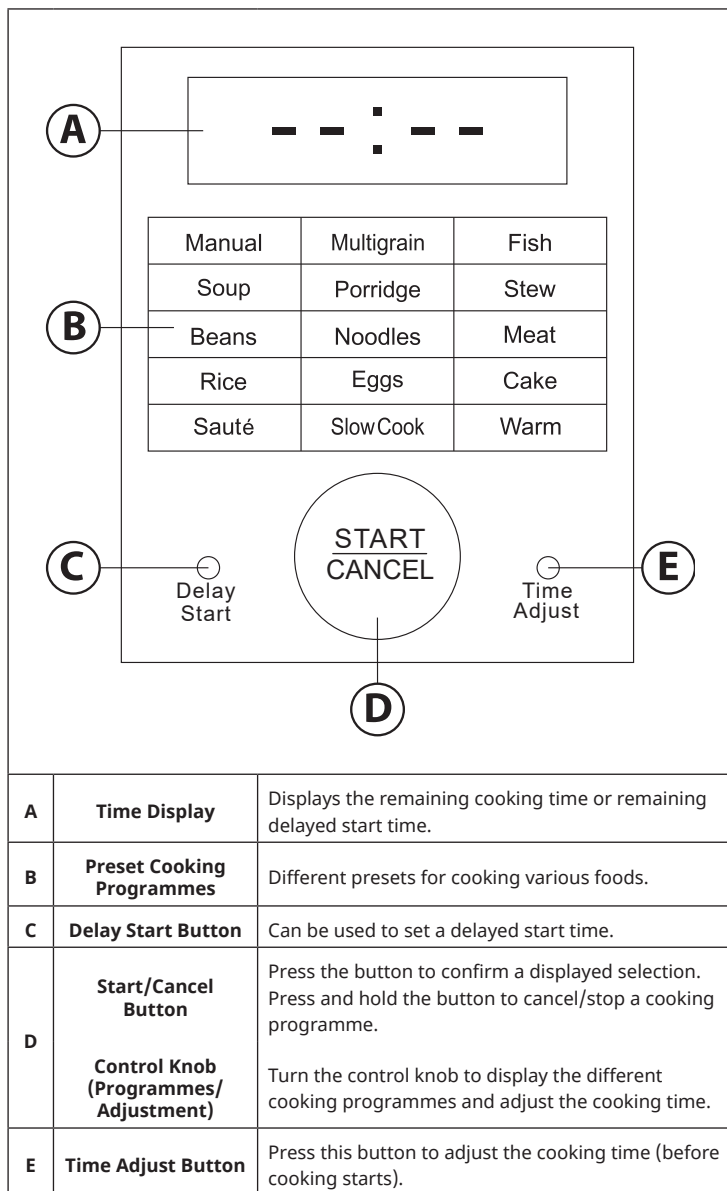 A
- - : - -
Manual Multigrain Fish
Soup Porridge Stew
B
Beans Noodles Meat
Rice Eggs Cake
Sauté SlowCook Warm
START
CANCEL
C
Delay
Start
E
Time
Adjust
D
A Time Display Displays the remaining cooking time or remaining
delayed start time.
B Preset Cooking
Programmes
Different presets for cooking various foods.
C Delay Start Button Can be used to set a delayed start time.
D
Start/Cancel
Button
Press the button to confirm a displayed selection.
Press and hold the button to cancel/stop a cooking
programme.
Control Knob
(Programmes/
Adjustment)
Turn the control knob to display the different
cooking programmes and adjust the cooking time.
E Time Adjust Button Press this button to adjust the cooking time (before
cooking starts).